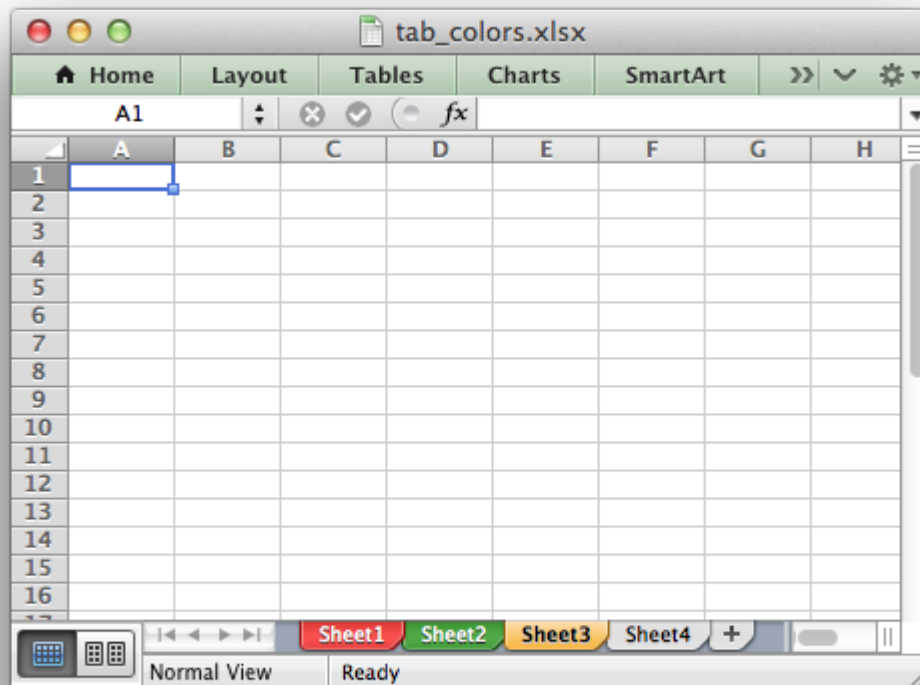 tab_colors.xlsx
Home Layout Tables Charts SmartArt
A1 fx
A B C D E F G H
1
2
3
4
5
6
7
8
9
10
11
12
13
14
15
16
17
Sheet1 Sheet2 Sheet3 Sheet4 +
Normal View Ready